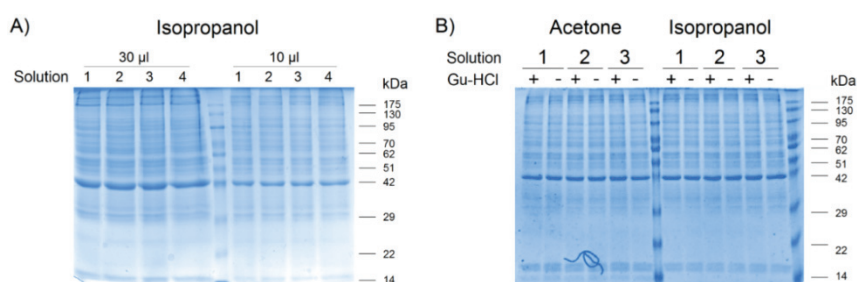 A)
Isopropanol
30 µl 10 µl
Solution 1 2 3 4 1 2 3 4
kDa
175
130
95
70
62
51
42
29
22
14
B)
Acetone Isopropanol
Solution 1 2 3 1 2 3
Gu-HCl + - + - + - + - + - + -
kDa
175
130
95
70
62
51
42
29
22
14